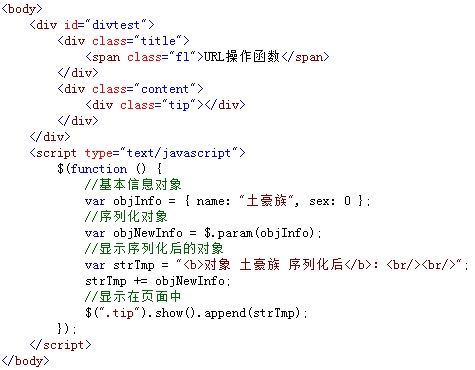 <body>
<div id="divtest">
<div class="title">
<span class="fl">URL操作函数</span>
</div>
<div class="content">
<div class="tip"></div>
</div>
</div>
<script type="text/javascript">
$(function () {
//基本信息对象
var objInfo = { name: "土豪族", sex: 0 };
//序列化对象
var objNewInfo = $.param(objInfo);
//显示序列化后的对象
var strTmp = "<b>对象 土豪族 序列化后</b>：<br/><br/>";
strTmp += objNewInfo;
//显示在页面中
$(".tip").show().append(strTmp);
});
</script>
</body>